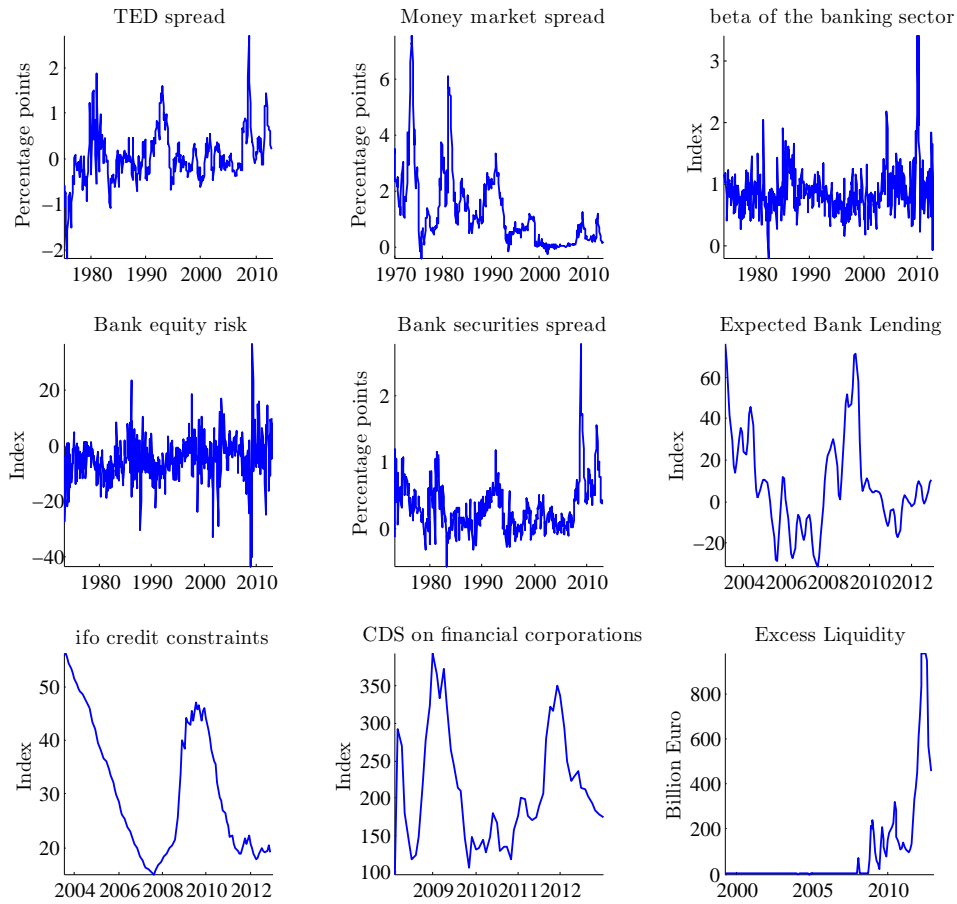 TED spread
Percentage points
2
1
0
−1
−2
1980 1990 2000 2010
Money market spread
Percentage points
6
4
2
0
1970 1980 1990 2000 2010
beta of the banking sector
Index
3
2
1
0
1980 1990 2000 2010
Bank equity risk
Index
20
0
−20
−40
1980 1990 2000 2010
Bank securities spread
Percentage points
2
1
0
1980 1990 2000 2010
Expected Bank Lending
Index
60
40
20
0
−20
2004 2006 2008 2010 2012
ifo credit constraints
Index
50
40
30
20
2004 2006 2008 2010 2012
CDS on financial corporations
Index
350
300
250
200
150
100
2009 2010 2011 2012
Excess Liquidity
Billion Euro
800
600
400
200
0
2000 2005 2010